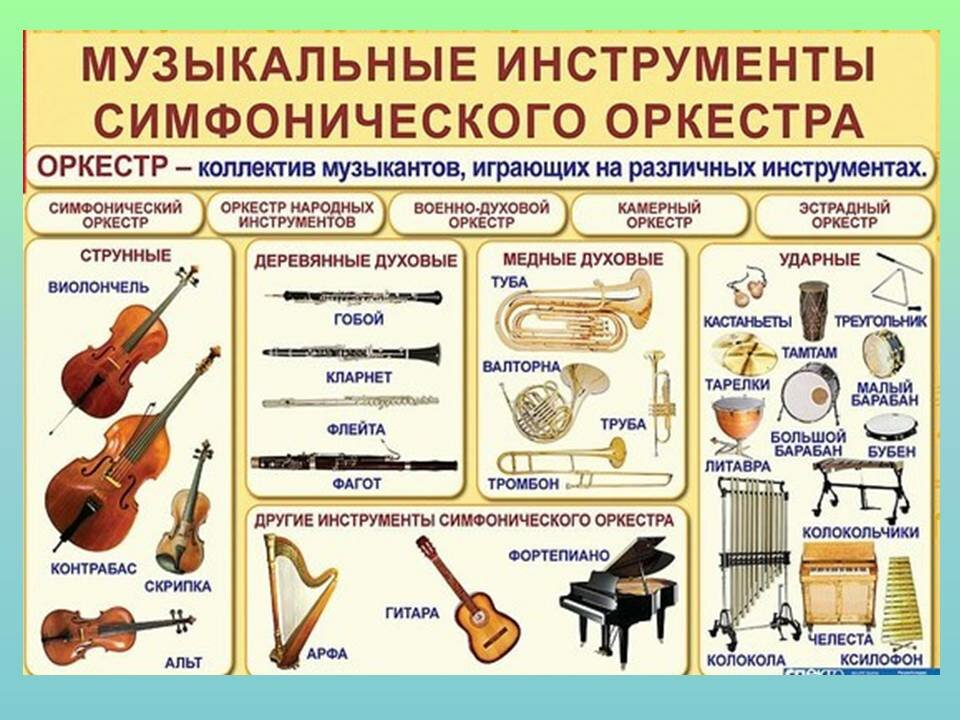 МУЗЫКАЛЬНЫЕ ИНСТРУМЕНТЫ
СИМФОНИЧЕСКОГО ОРКЕСТРА
ОРКЕСТР – коллектив музыкантов, играющих на различных инструментах.
СИМФОНИЧЕСКИЙ
ОРКЕСТР
ОРКЕСТР НАРОДНЫХ
ИНСТРУМЕНТОВ
ВОЕННО-ДУХОВОЙ
ОРКЕСТР
КАМЕРНЫЙ
ОРКЕСТР
ЭСТРАДНЫЙ
ОРКЕСТР
СТРУННЫЕ
ВИОЛОНЧЕЛЬ
КОНТРАБАС
СКРИПКА
АЛЬТ
ДЕРЕВЯННЫЕ ДУХОВЫЕ
ГОБОЙ
КЛАРНЕТ
ФЛЕЙТА
ФАГОТ
МЕДНЫЕ ДУХОВЫЕ
ТУБА
ВАЛТОРНА
ТРУБА
ТРОМБОН
УДАРНЫЕ
КАСТАНЬЕТЫ
ТРЕУГОЛЬНИК
ТАМТАМ
ТАРЕЛКИ
МАЛЫЙ
БАРАБАН
БОЛЬШОЙ
БАРАБАН
БУБЕН
ЛИТАВРА
КОЛОКОЛЬЧИКИ
ЧЕЛЕСТА
КОЛОКОЛА
КСИЛОФОН
ДРУГИЕ ИНСТРУМЕНТЫ СИМФОНИЧЕСКОГО ОРКЕСТРА
ФОРТЕПИАНО
ГИТАРА
АРФА